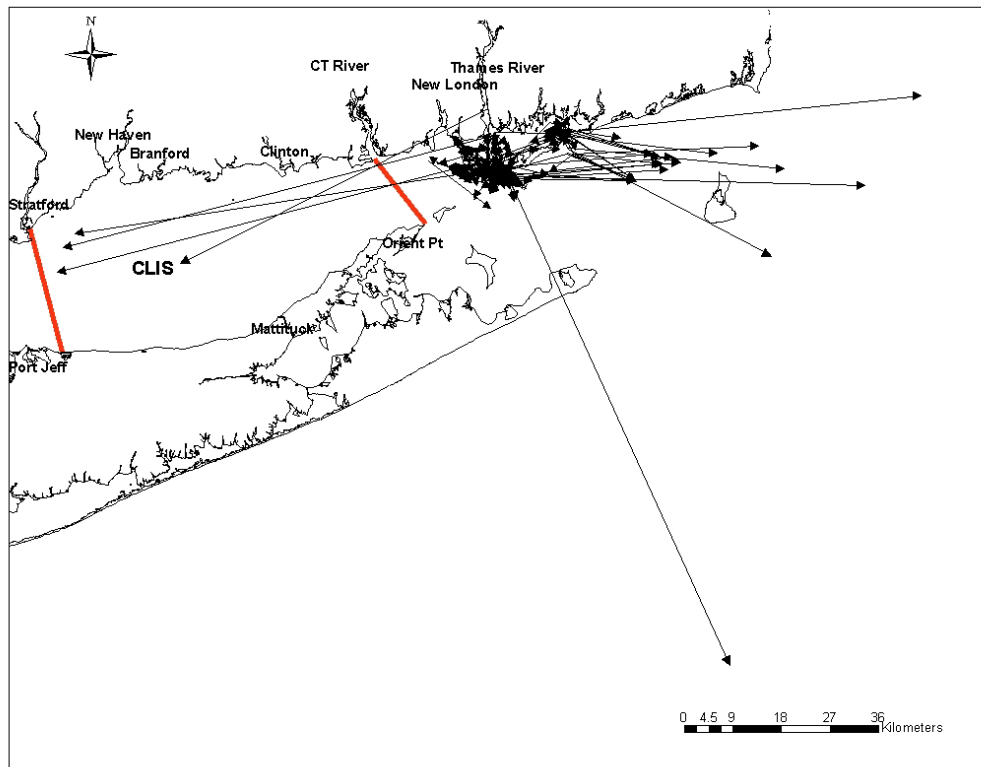 N
CT River
Thames River
New London
New Haven
Branford
Clinton
Stratford
Orient Pt
CLIS
Mattituck
Port Jeff
0 4.5 9 18 27 36
Kilometers